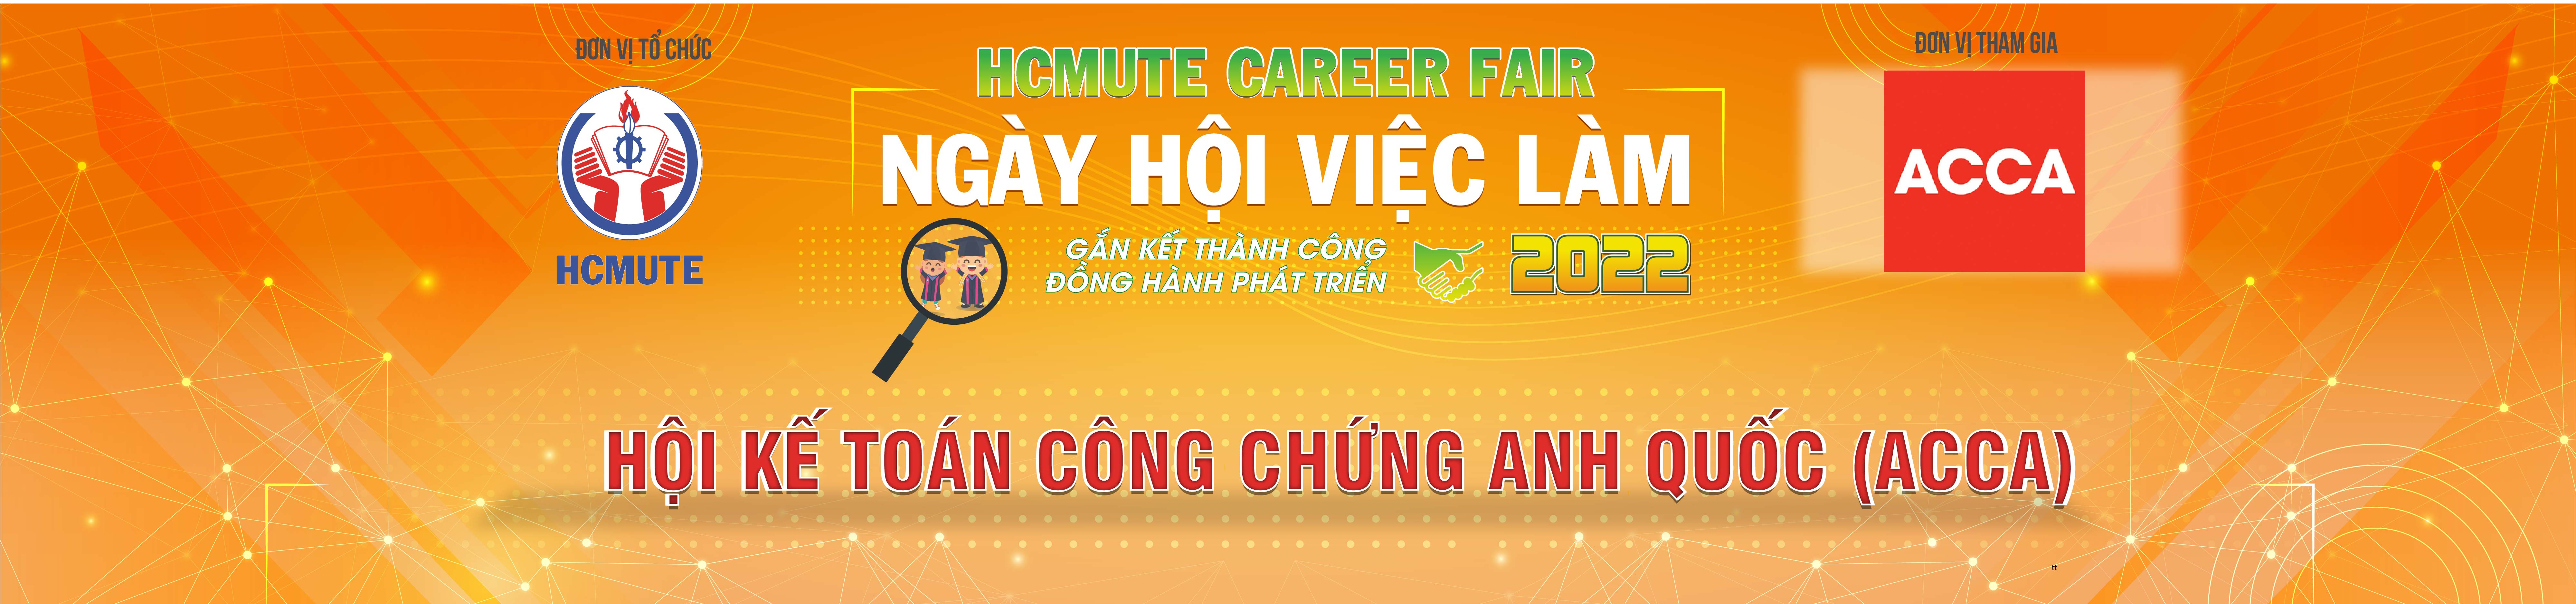 ĐƠN VỊ TỔ CHỨC
HCMUTE
HCMUTE CAREER FAIR
NGÀY HỘI VIỆC LÀM
GẮN KẾT THÀNH CÔNG
ĐỒNG HÀNH PHÁT TRIỂN
2022
ĐƠN VỊ THAM GIA
ACCA
HỘI KẾ TOÁN CÔNG CHỨNG ANH QUỐC (ACCA)
tt